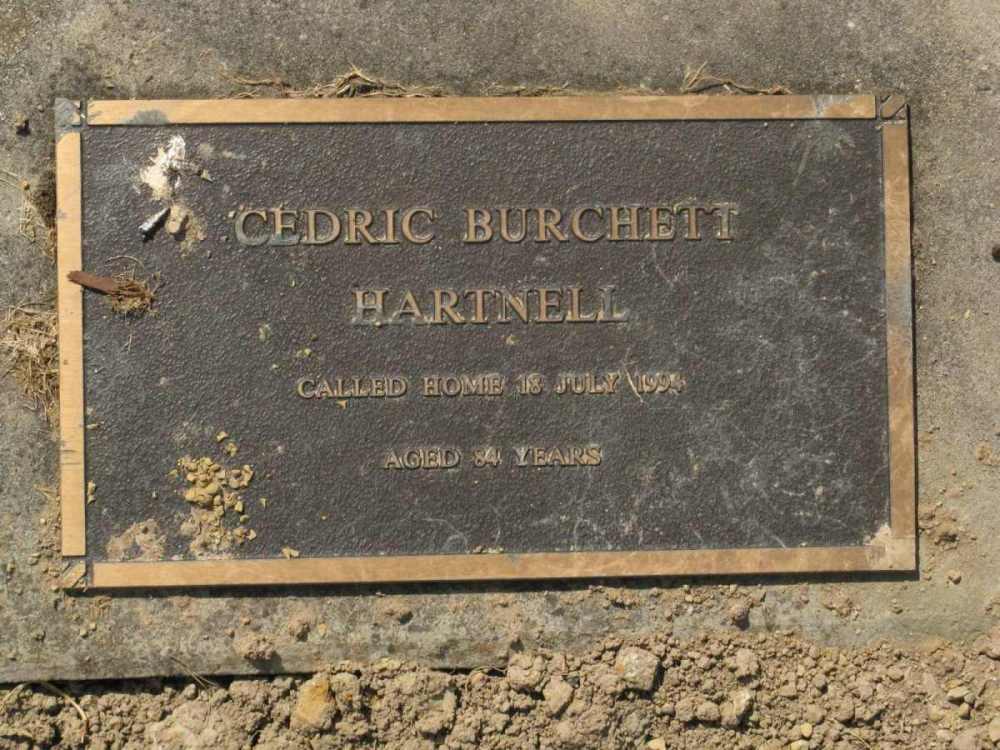 CEDRIC BURCHETT
HARTNELL
CALLED HOME 18 JULY 1994
AGED 84 YEARS